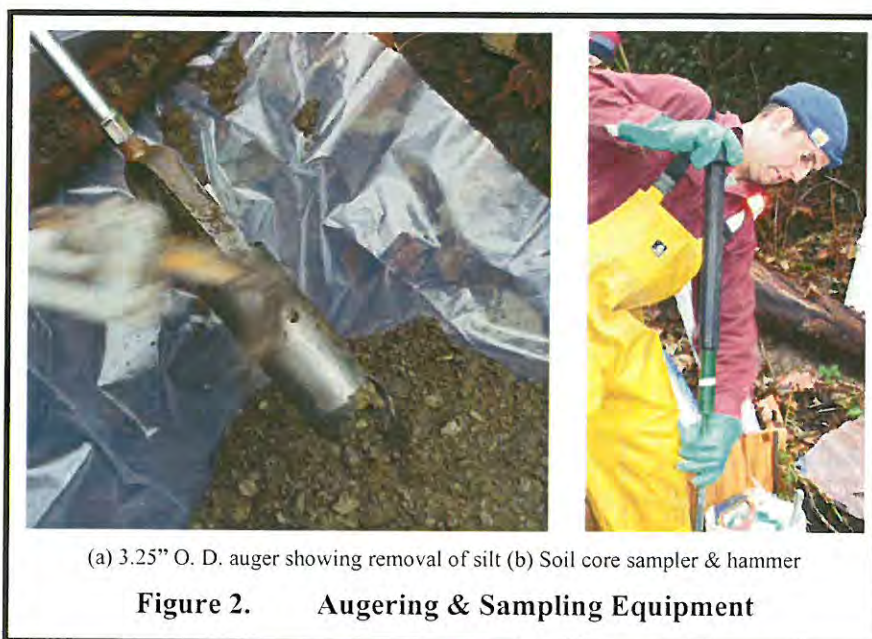 (a) 3.25” O. D. auger showing removal of silt (b) Soil core sampler & hammer
Figure 2. Augering & Sampling Equipment